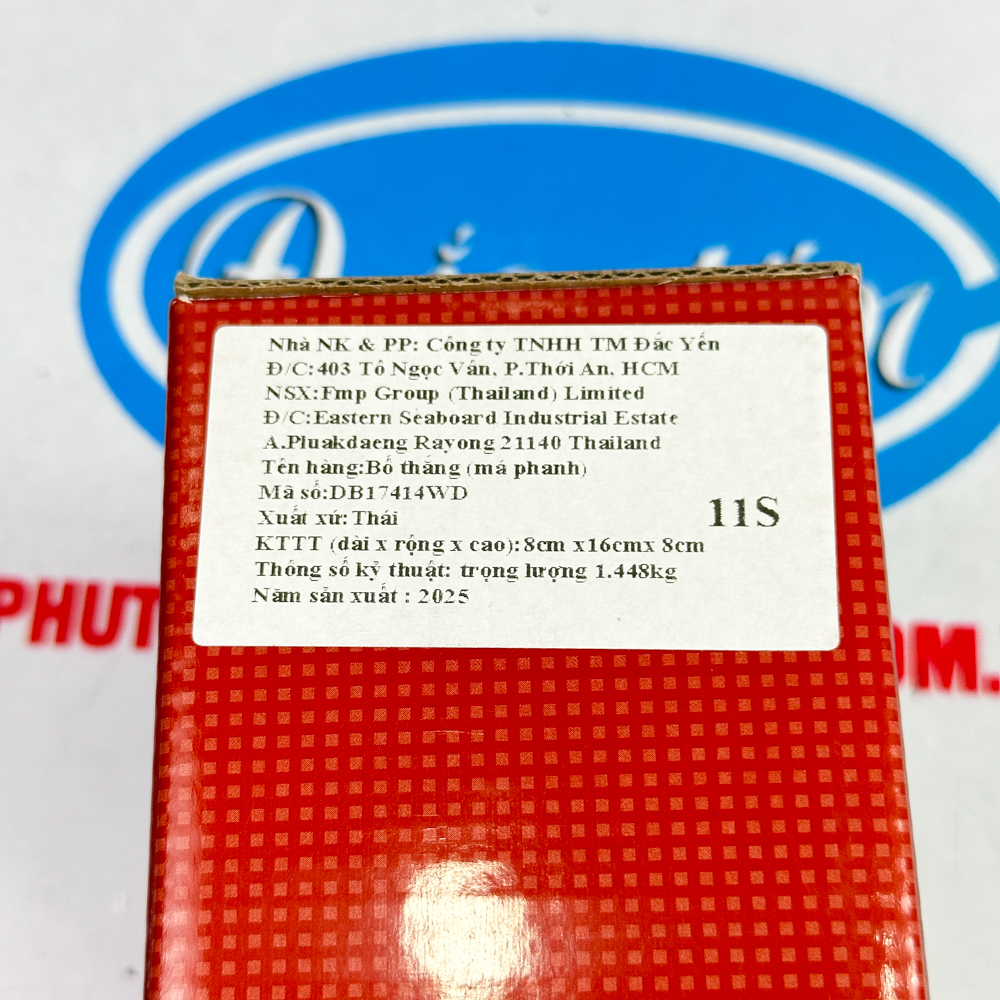 Nhà NK & PP: Công ty TNHH TM Đắc Yến
Đ/C:403 Tô Ngọc Vân, P.Thới An, HCM
NSX:Fmp Group (Thailand) Limited
Đ/C:Eastern Seaboard Industrial Estate
A.Pluakdaeng Rayong 21140 Thailand
Tên hàng:Bố thắng (má phanh)
Mã số:DB17414WD
Xuất xứ:Thái
11S
KTTT (dài x rộng x cao):8cm x16cmx 8cm
Thông số kỹ thuật: trọng lượng 1.448kg
Năm sản xuất : 2025